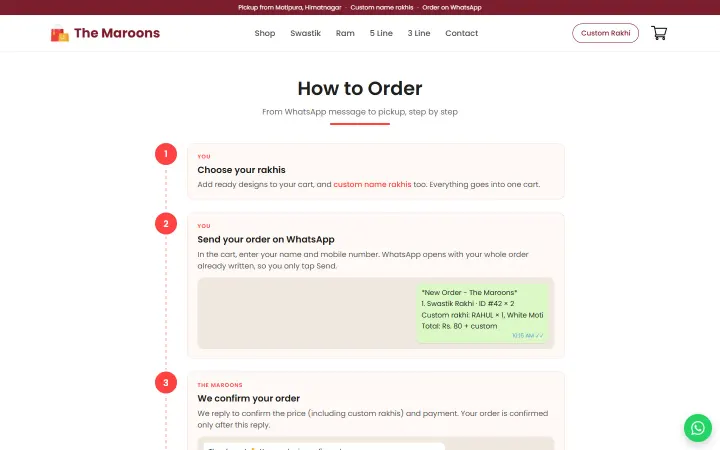 Pickup from Motipura, Himatnagar · Custom name rakhis · Order on WhatsApp
The Maroons
Shop Swastik Ram 5 Line 3 Line Contact
Custom Rakhi
How to Order
From WhatsApp message to pickup, step by step
1
YOU
Choose your rakhis
Add ready designs to your cart, and custom name rakhis too. Everything goes into one cart.
2
YOU
Send your order on WhatsApp
In the cart, enter your name and mobile number. WhatsApp opens with your whole order
already written, so you only tap Send.
*New Order - The Maroons*
1. Swastik Rakhi · ID #42 × 2
Custom rakhi: RAHUL × 1, White Moti
Total: Rs. 80 + custom
10:15 AM ✓✓
3
THE MAROONS
We confirm your order
We reply to confirm the price (including custom rakhis) and payment. Your order is confirmed
only after this reply.